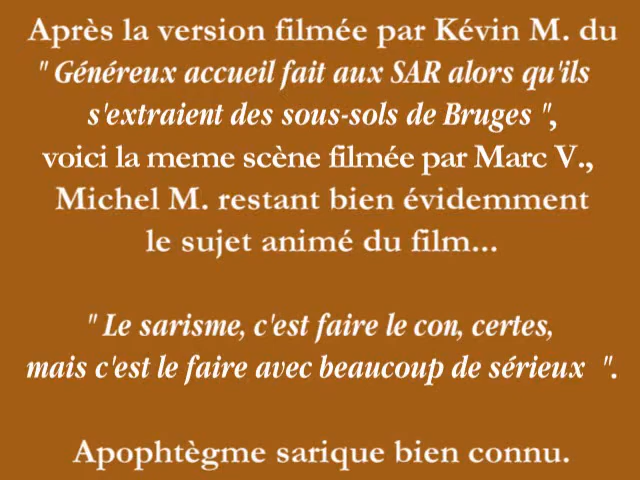 Après la version filmée par Kévin M. du
" Généreux accueil fait aux SAR alors qu'ils
s'extraient des sous-sols de Bruges ",
voici la meme scène filmée par Marc V.,
Michel M. restant bien évidemment
le sujet animé du film...
" Le sarisme, c'est faire le con, certes,
mais c'est le faire avec beaucoup de sérieux ".
Apophtègme sarique bien connu.